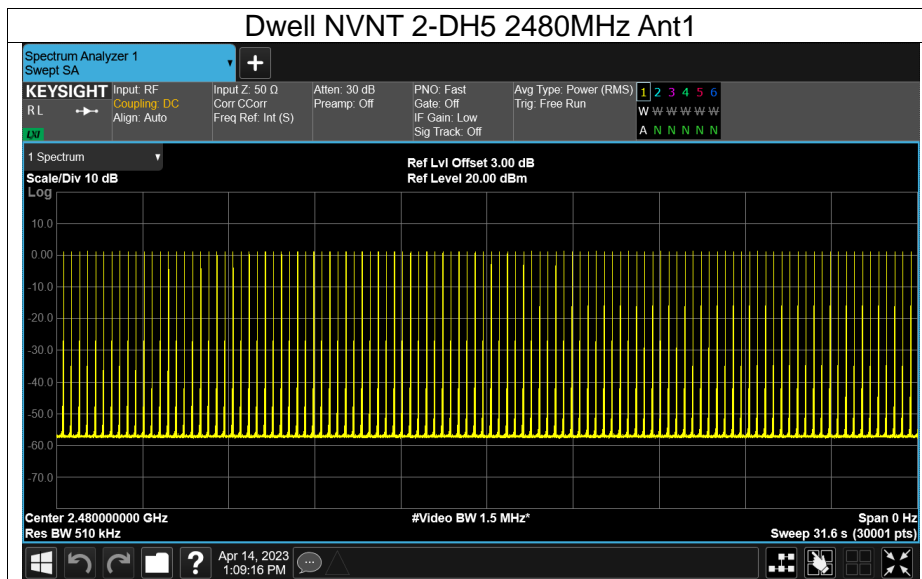 Dwell NVNT 2-DH5 2480MHz Ant1
Spectrum Analyzer 1
Swept SA
+
KEYSIGHT Input: RF Input Z: 50 Ω Atten: 30 dB PNO: Fast Avg Type: Power (RMS) 1 2 3 4 5 6
R L Coupling: DC Corr CCorr Preamp: Off Gate: Off Trig: Free Run W W W W W W
Align: Auto Freq Ref: Int (S) IF Gain: Low
LXI Sig Track: Off A N N N N N
1 Spectrum
Ref Lvl Offset 3.00 dB
Scale/Div 10 dB Ref Level 20.00 dBm
Log
10.0
0.00
-10.0
-20.0
-30.0
-40.0
-50.0
-60.0
-70.0
Center 2.480000000 GHz #Video BW 1.5 MHz* Span 0 Hz
Res BW 510 kHz Sweep 31.6 s (30001 pts)
? Apr 14, 2023
1:09:16 PM